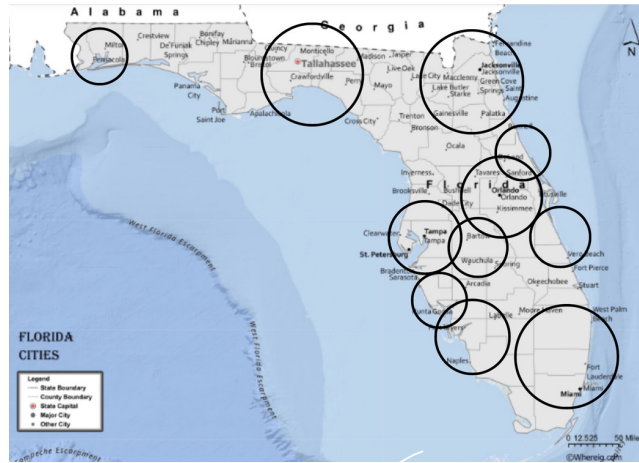 Alabama
Georgia
Milton
Pensacola
Crestview
De Funiak
Springs
Bonifay
Chipley
Marianna
Quincy
Blountstown
Bristol
Monticello
Tallahassee
Crawfordville
Madison
Jasper
Live Oak
Lake City
Perry
Mayo
Fernandina
Beach
Jacksonville
Jacksonville
Macclenny
Green Cove
Springs
Lake Butler
Starke
Saint
Augustine
Panama
City
Port
Saint Joe
Apalachicola
Cross City
Trenton
Gainesville
Palatka
Bronson
Ocala
Inverness
Tavares
Sanford
Brooksville
Bushnell
Orlando
Orlando
Titusville
Florida
Dade City
Kissimmee
Clearwater
Tampa
Tampa
Bartow
St. Petersburg
Wauchula
Sebring
Vero Beach
Fort Pierce
Bradenton
Sarasota
Arcadia
Okeechobee
Stuart
Punta Gorda
Moore Haven
West Palm
Beach
Labelle
Fort Myers
Naples
Fort
Lauderdale
Miami
Miami
West Florida Escarpment
West Florida Escarpment
Campeche Escarpment
N
FLORIDA
CITIES
Legend
State Boundary
County Boundary
State Capital
Major City
Other City
0 12.525 50 Mile
©Whereig.com